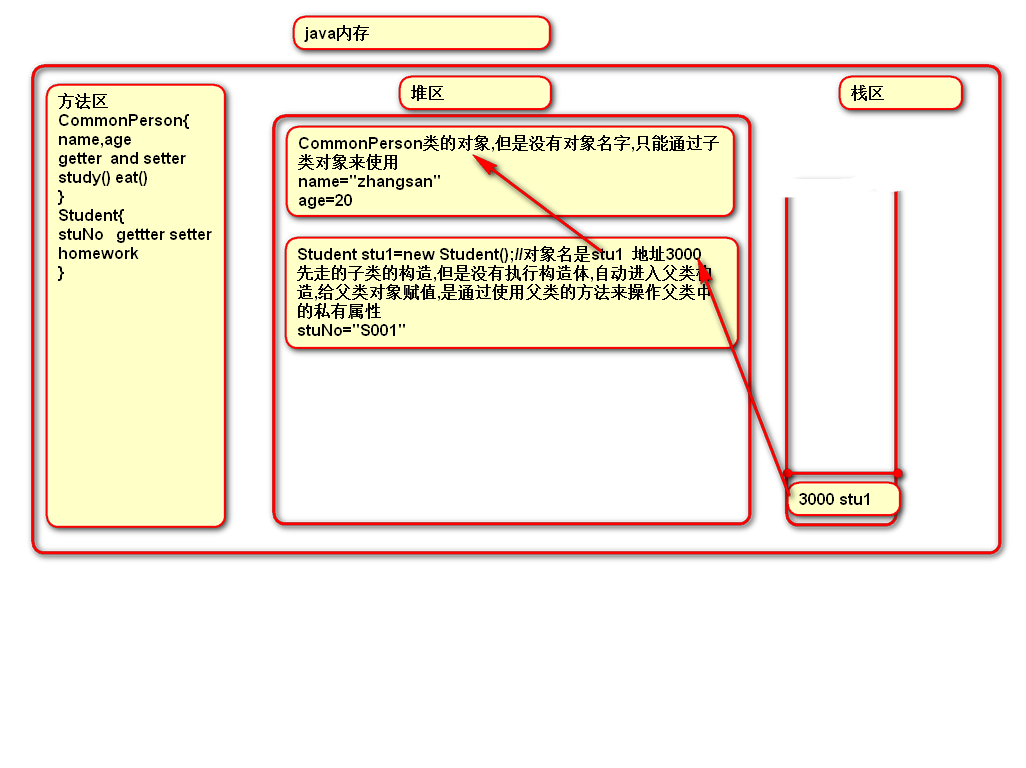 java内存
方法区
CommonPerson{
name,age
getter  and setter
study() eat()
}
Student{
stuNo   gettter setter
homework
}
堆区
CommonPerson类的对象,但是没有对象名字,只能通过子
类对象来使用
name="zhangsan"
age=20
Student stu1=new Student();//对象名是stu1  地址3000
先走的子类的构造,但是没有执行构造体,自动进入父类构
造,给父类对象赋值,是通过使用父类的方法来操作父类中
的私有属性
stuNo="S001"
栈区
3000 stu1